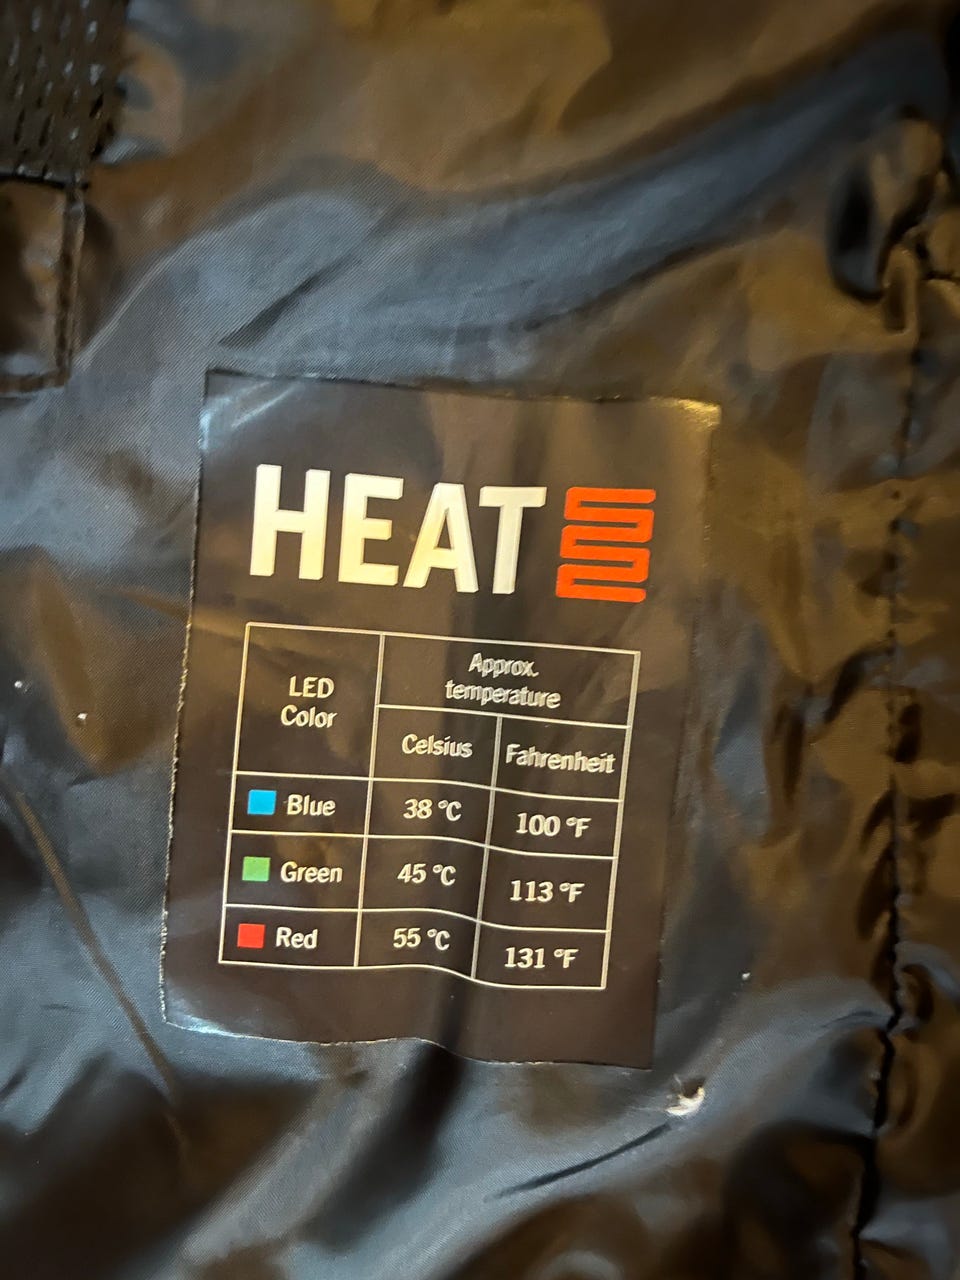 HEAT
LED
Color
Approx.
temperature
Celsius Fahrenheit
Blue 38 °C 100 °F
Green 45 °C 113 °F
Red 55 °C 131 °F